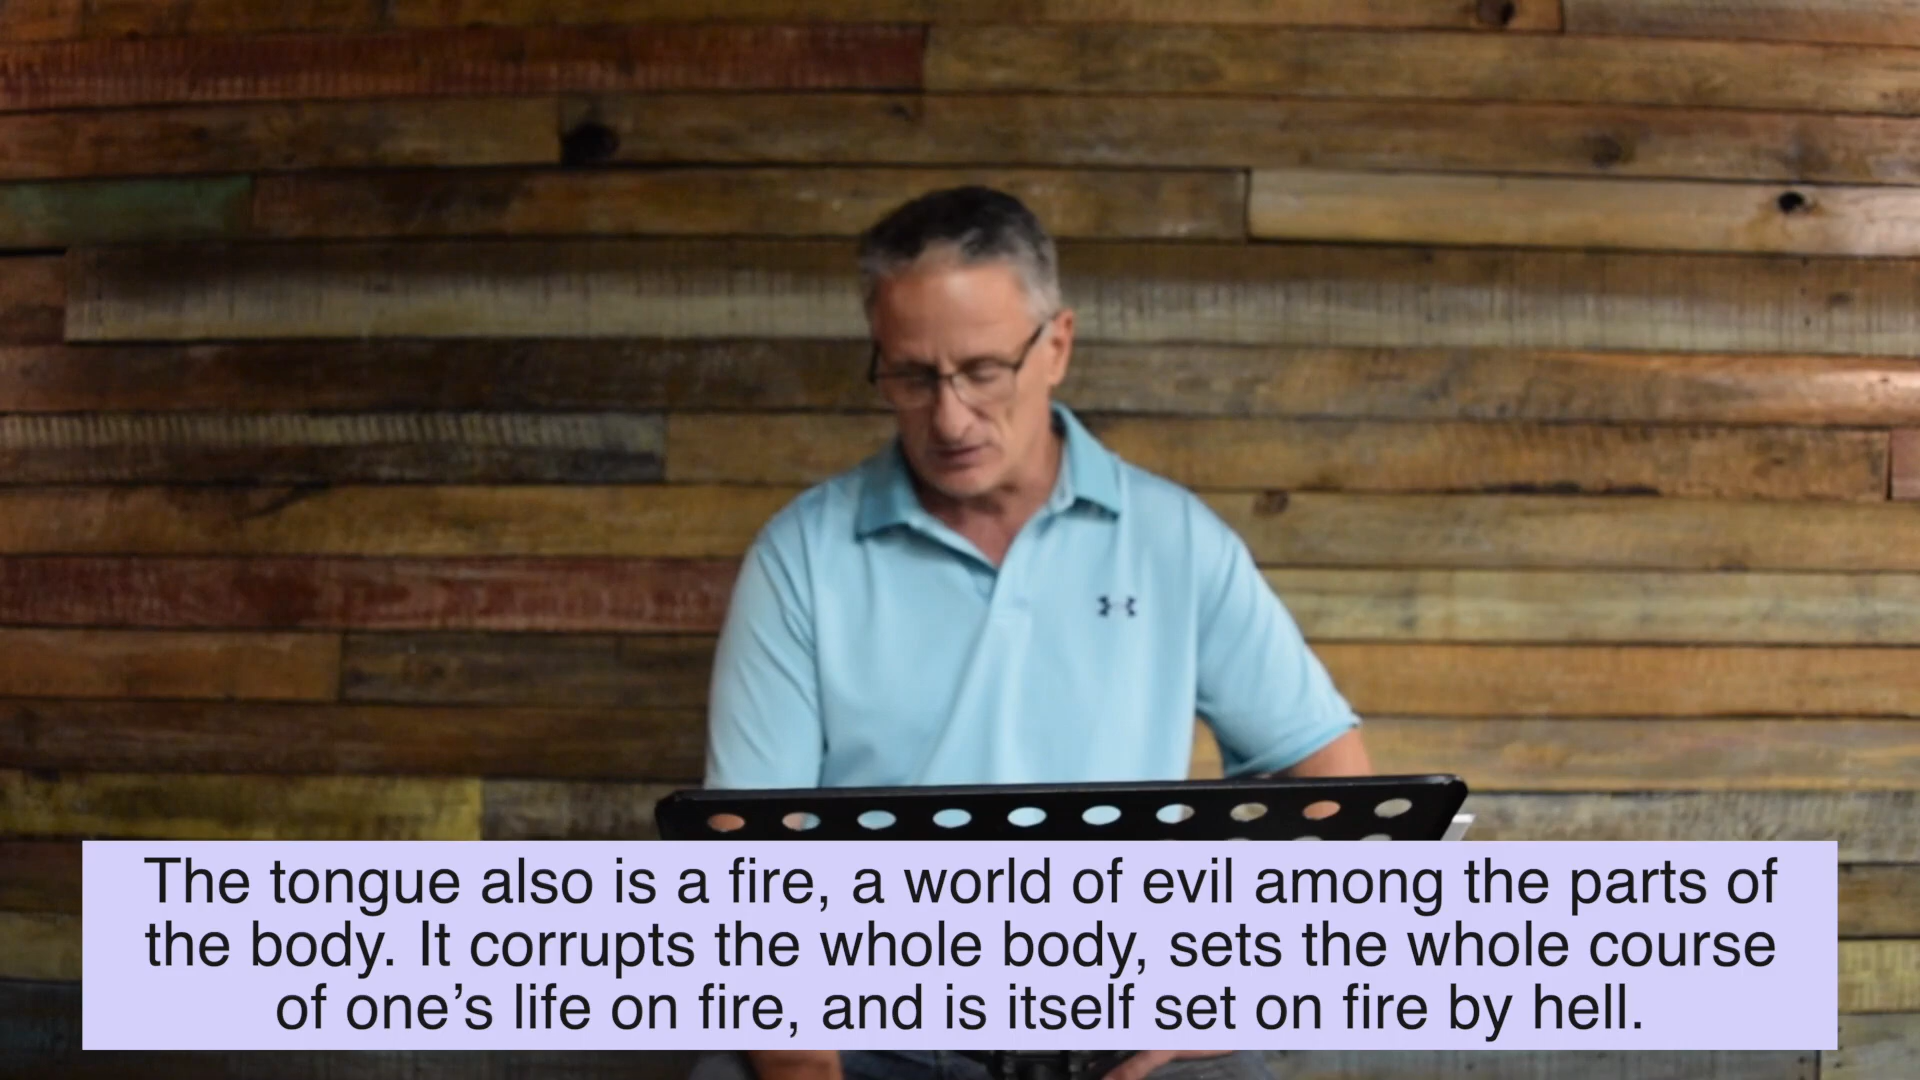 The tongue also is a fire, a world of evil among the parts of
the body. It corrupts the whole body, sets the whole course
of one’s life on fire, and is itself set on fire by hell.